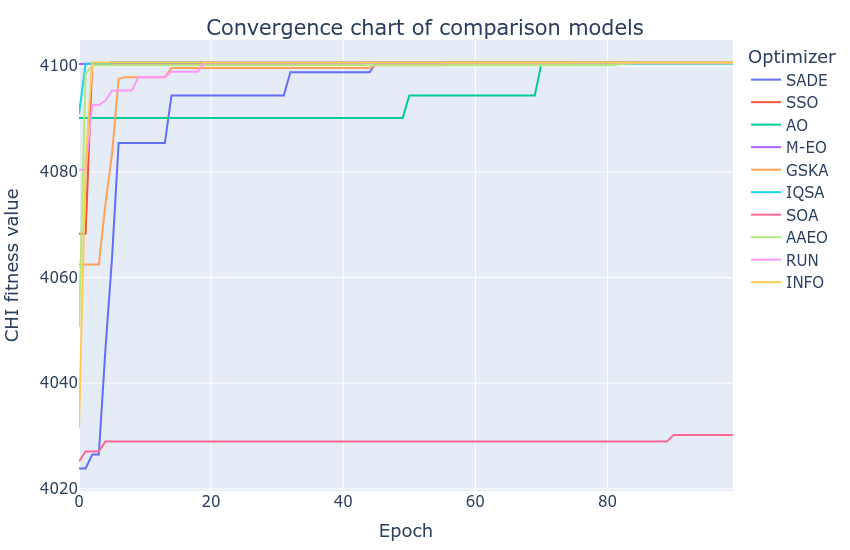 Convergence chart of comparison models
CHI fitness value
4100
4080
4060
4040
4020
0
20
40
60
80
Epoch
Optimizer
SADE
SSO
AO
M-EO
GSKA
IQSA
SOA
AAEO
RUN
INFO